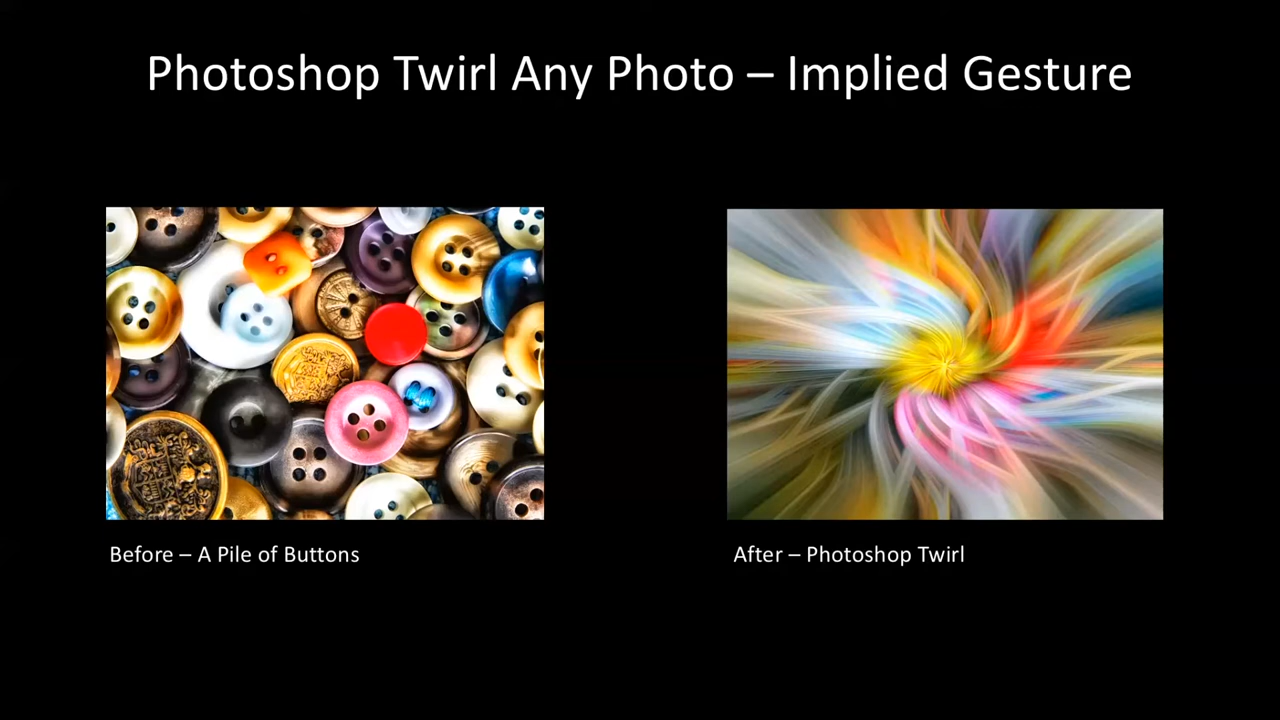 Photoshop Twirl Any Photo – Implied Gesture
Before – A Pile of Buttons
After – Photoshop Twirl